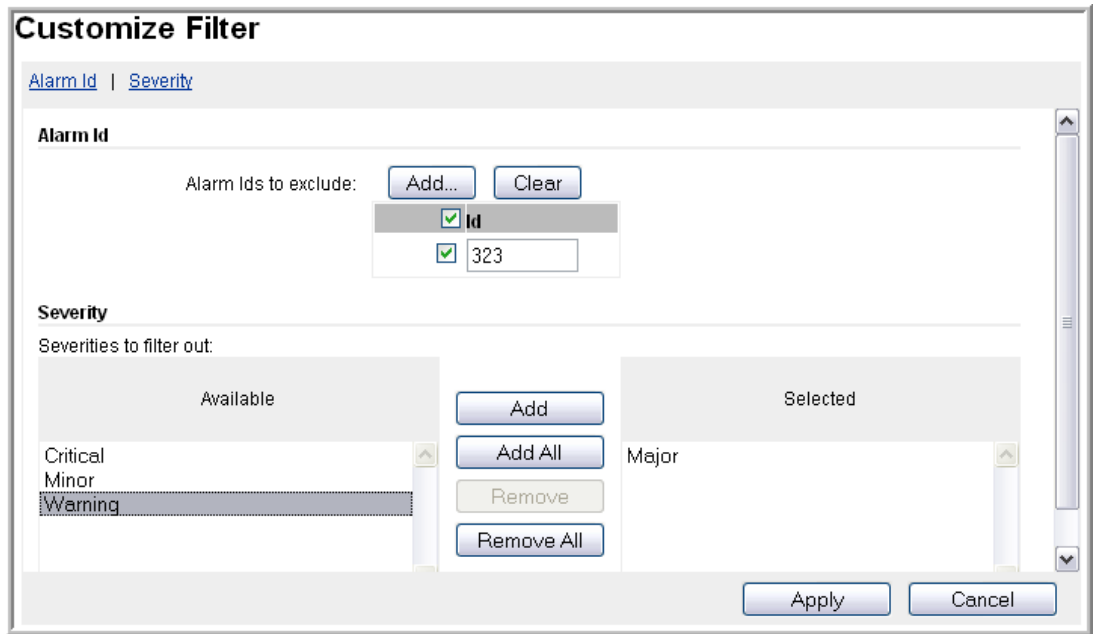 Customize Filter
Alarm Id | Severity
Alarm Id
Alarm Ids to exclude: Add... Clear
Id
323
Severity
Severities to filter out:
Available
Add
Selected
Critical
Add All
Major
Minor
Remove
Warning
Remove All
Apply Cancel